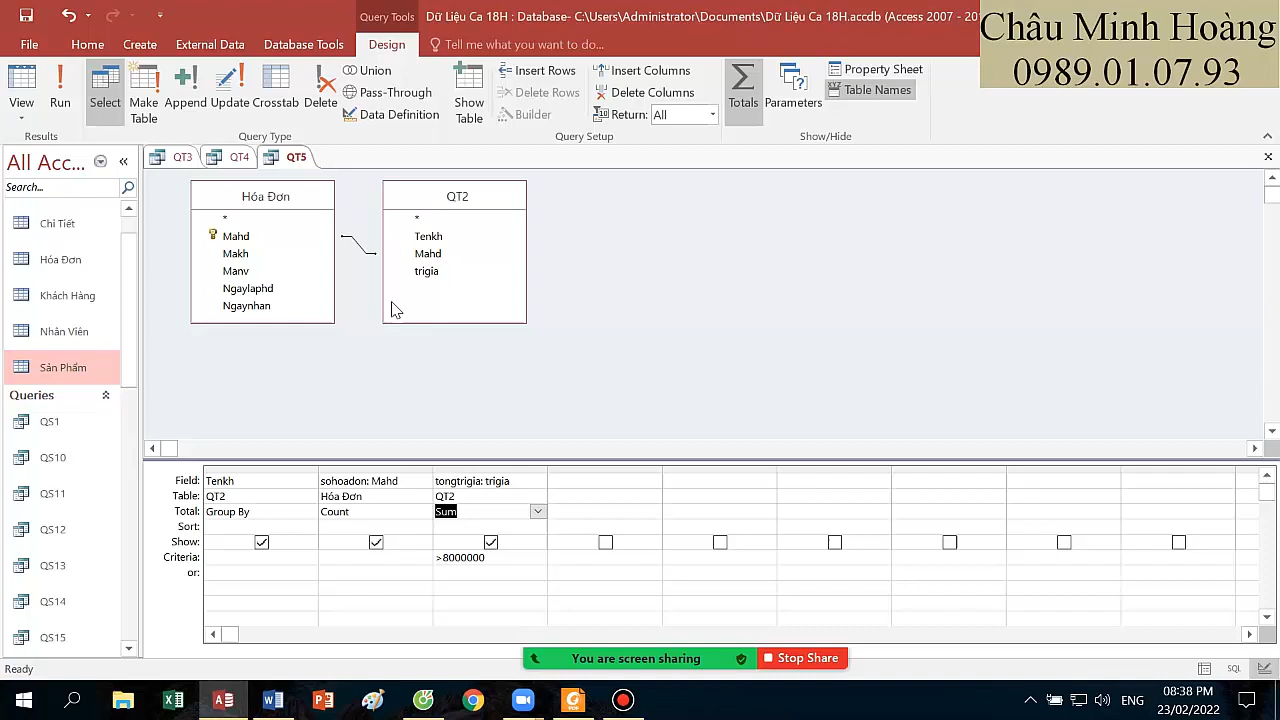 Query Tools
Dữ Liệu Ca 18H : Database- C:\Users\Administrator\Documents\Dữ Liệu Ca 18H.accdb (Access 2007 - 20
Châu Minh Hoàng
0989.01.07.93
File Home Create External Data Database Tools Design Tell me what you want to do...
View Run Select Make Table Append Update Crosstab Delete
Union
Pass-Through
Data Definition
Show Table
Insert Rows
Delete Rows
Builder
Insert Columns
Delete Columns
Return: All
Totals Parameters
Property Sheet
Table Names
Results Query Type Query Setup Show/Hide
All Acc...
QT3 QT4 QT5
Search...
Chi Tiết
Hóa Đơn
Khách Hàng
Nhân Viên
Sản Phẩm
Queries
QS1
QS10
QS11
QS12
QS13
QS14
QS15
Hóa Đơn
*
Mahd
Makh
Manv
Ngaylaphd
Ngaynhan
QT2
*
Tenkh
Mahd
trigia
Field: Tenkh sohoadon: Mahd tongtrigia: trigia
Table: QT2 Hóa Đơn QT2
Total: Group By Count Sum
Sort:
Show:
Criteria: >8000000
or:
You are screen sharing Stop Share
Ready
SQL
ENG
08:38 PM
23/02/2022